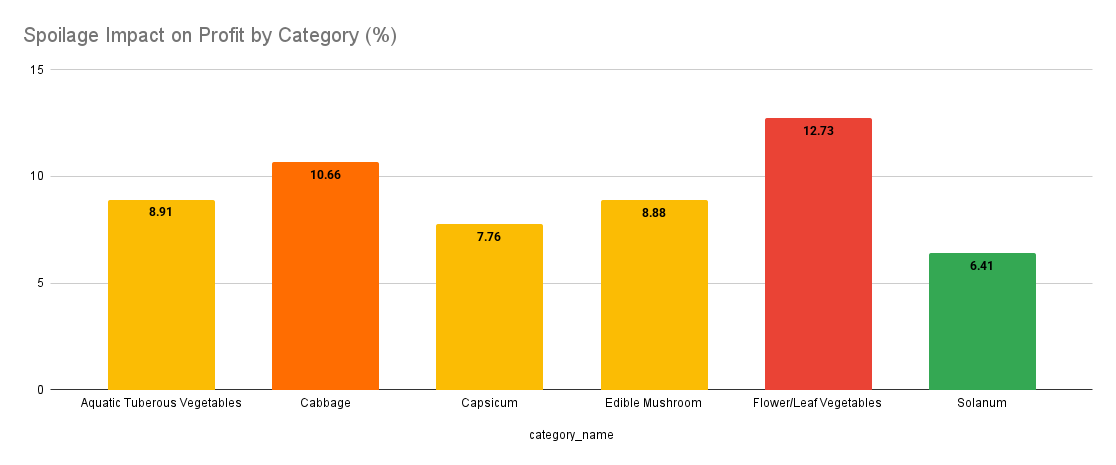 Spoilage Impact on Profit by Category (%)
15
10
5
0
8.91
10.66
7.76
8.88
12.73
6.41
Aquatic Tuberous Vegetables
Cabbage
Capsicum
Edible Mushroom
Flower/Leaf Vegetables
Solanum
category_name